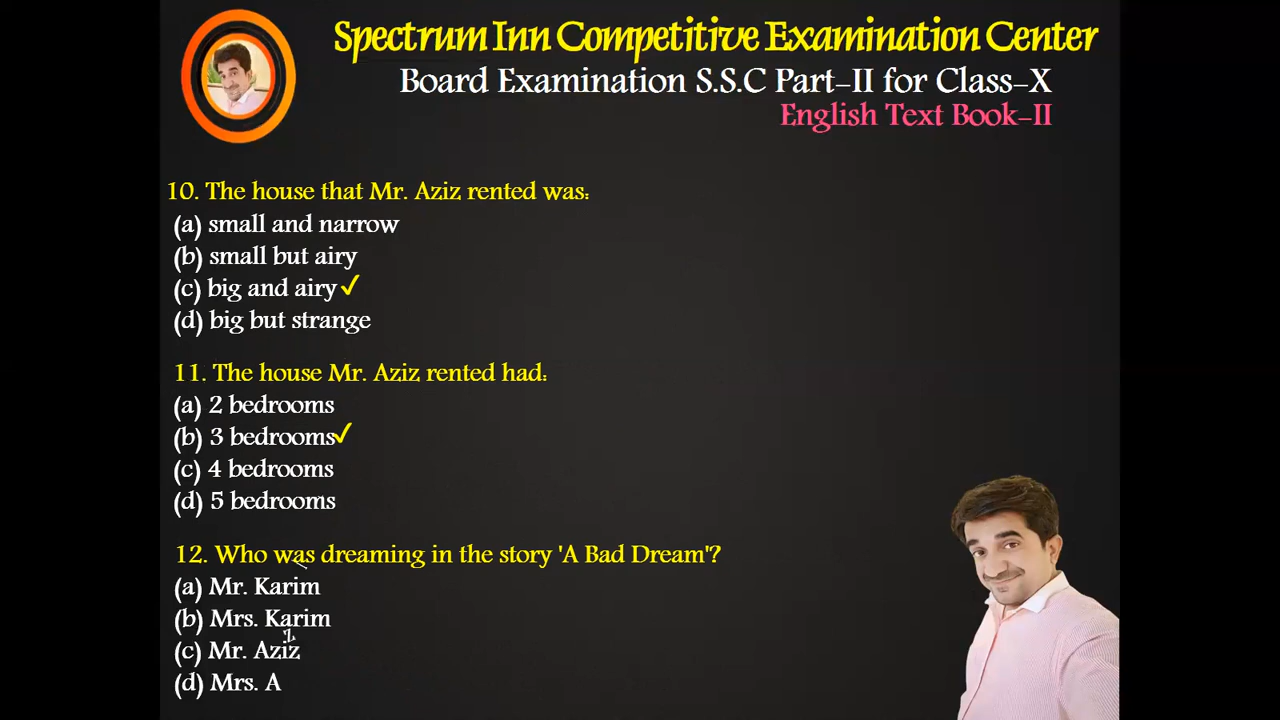 Spectrum Inn Competitive Examination Center
Board Examination S.S.C Part-II for Class-X
English Text Book-II
10. The house that Mr. Aziz rented was:
(a) small and narrow
(b) small but airy
(c) big and airy ✓
(d) big but strange
11. The house Mr. Aziz rented had:
(a) 2 bedrooms
(b) 3 bedrooms ✓
(c) 4 bedrooms
(d) 5 bedrooms
12. Who was dreaming in the story 'A Bad Dream'?
(a) Mr. Karim
(b) Mrs. Karim
(c) Mr. Aziz
(d) Mrs. A